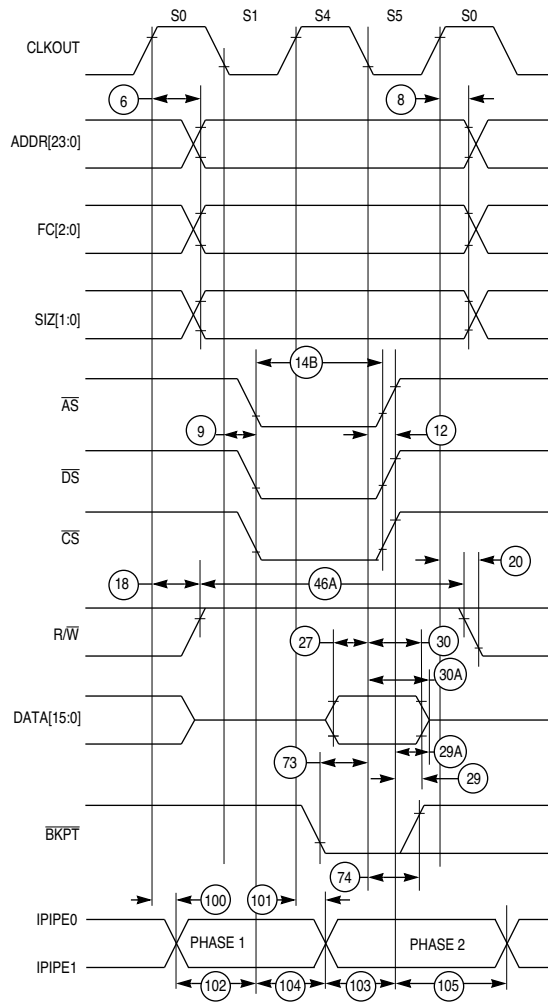 S0 S1 S4 S5 S0
CLKOUT
6 8
ADDR[23:0]
FC[2:0]
SIZ[1:0]
14B
AS
9 12
DS
CS
20
18 46A
R/W
27 30
30A
DATA[15:0]
29A
73 29
BKPT
74
100 101
IPIPE0
PHASE 1 PHASE 2
IPIPE1
102 104 103 105